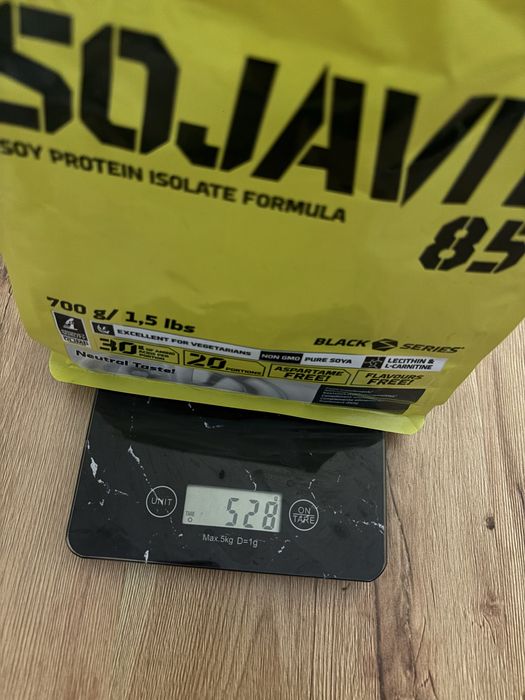 SOJAVI
SOY PROTEIN ISOLATE FORMULA
85
700 g/ 1,5 lbs
BLACK SERIES
4
EXCELLENT FOR VEGETARIANS
NON GMO PURE SOYA
LECITHIN &
L-CARNITINE
30 g
20 PORTIONS
ASPARTAME
FREE!
FLAVOURS
FREE!
Neutral Taste!
UNIT
TARE
528
g
ON
TARE
Max.5kg D=1g